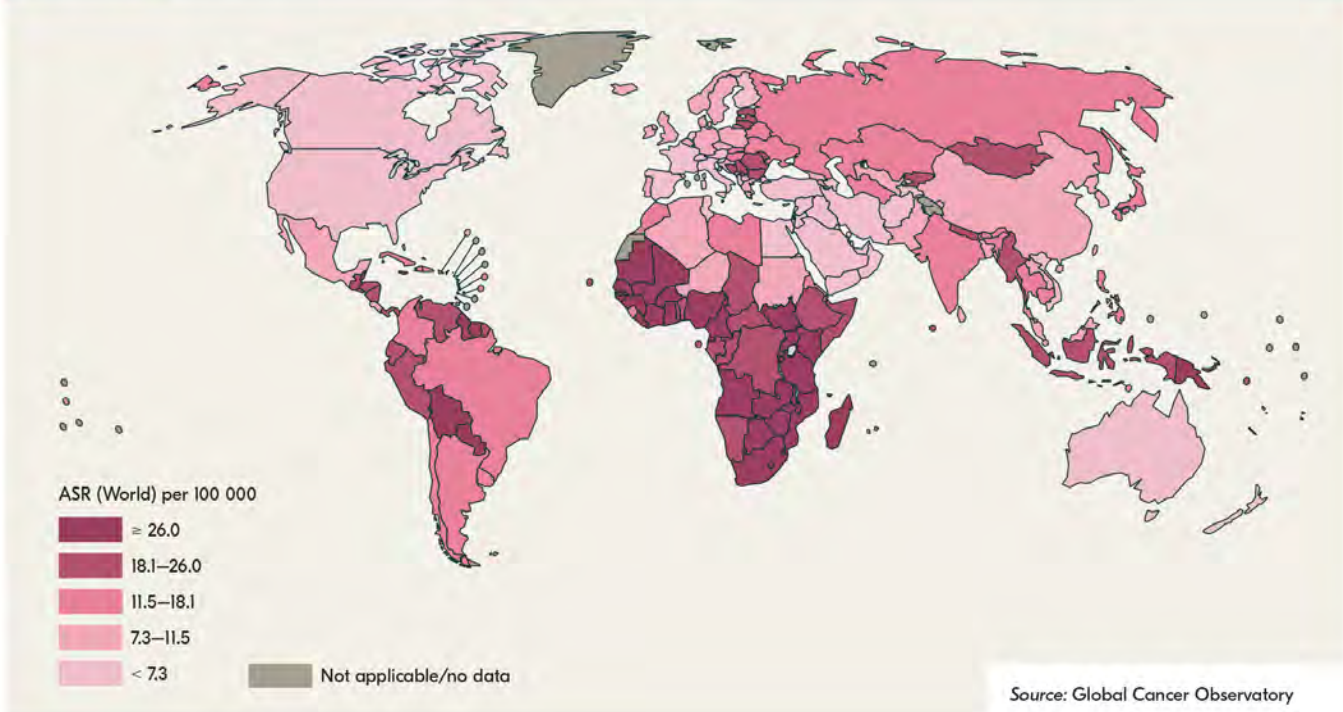 ASR (World) per 100 000
≥ 26.0
18.1–26.0
11.5–18.1
7.3–11.5
< 7.3
Not applicable/no data
Source: Global Cancer Observatory